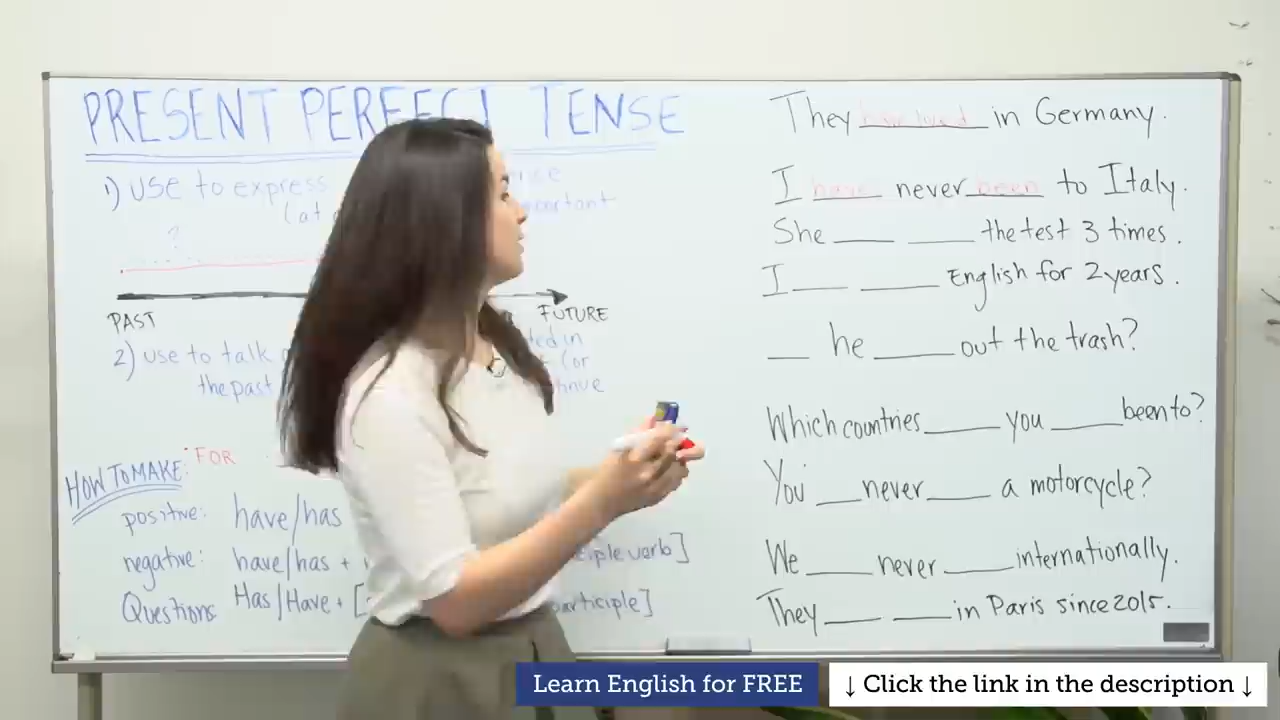 PRESENT PERFECT TENSE
1) USE to express
(at
?
PAST
FUTURE
2) USE to talk
the past
(or
HOW TO MAKE:
FOR
positive: have/has
negative: have/has +
verb]
Questions Has/Have + [
participle]
They have lived in Germany.
I have never been to Italy.
She ____ ____ the test 3 times.
I ____ ____ English for 2 years.
___ he ____ out the trash?
Which countries ____ you ____ been to?
You ___ never ____ a motorcycle?
We ____ never ____ internationally.
They ____ ____ in Paris since 2015.
Learn English for FREE
↓ Click the link in the description ↓